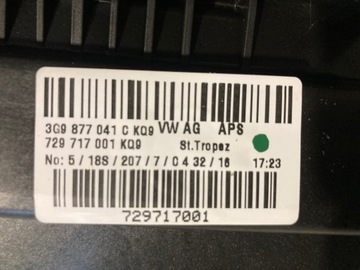 3G9 877 041 C KQ9 VW AG APS
729 717 001 KQ9 St.Tropez
No: 5 / 18S / 207 / 7 / 0 4 32 / 16 17:23
729717001